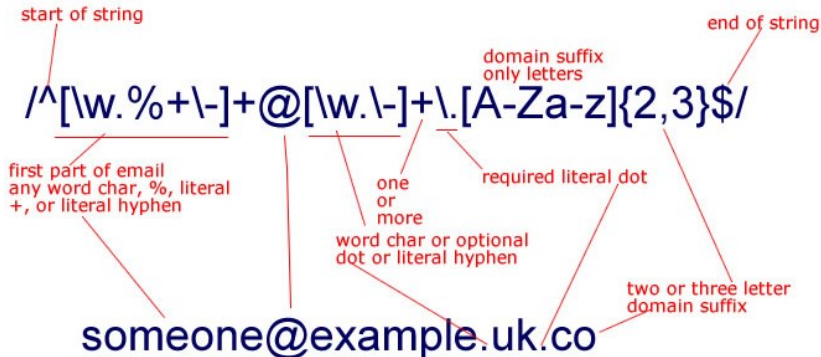 start of string
end of string
domain suffix
only letters
/^[\w.%+\-]+@[\w.\-]+\.[A-Za-z]{2,3}$/
first part of email
any word char, %, literal
+, or literal hyphen
one
or
more
required literal dot
word char or optional
dot or literal hyphen
two or three letter
domain suffix
someone@example.uk.co